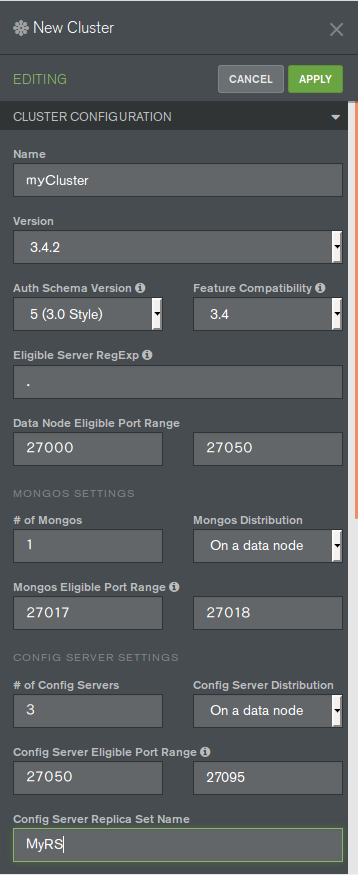 New Cluster
EDITING CANCEL APPLY
CLUSTER CONFIGURATION
Name
myCluster
Version
3.4.2
Auth Schema Version Feature Compatibility
5 (3.0 Style) 3.4
Eligible Server RegExp
.
Data Node Eligible Port Range
27000 27050
MONGOS SETTINGS
# of Mongos Mongos Distribution
1 On a data node
Mongos Eligible Port Range
27017 27018
CONFIG SERVER SETTINGS
# of Config Servers Config Server Distribution
3 On a data node
Config Server Eligible Port Range
27050 27095
Config Server Replica Set Name
MyRS